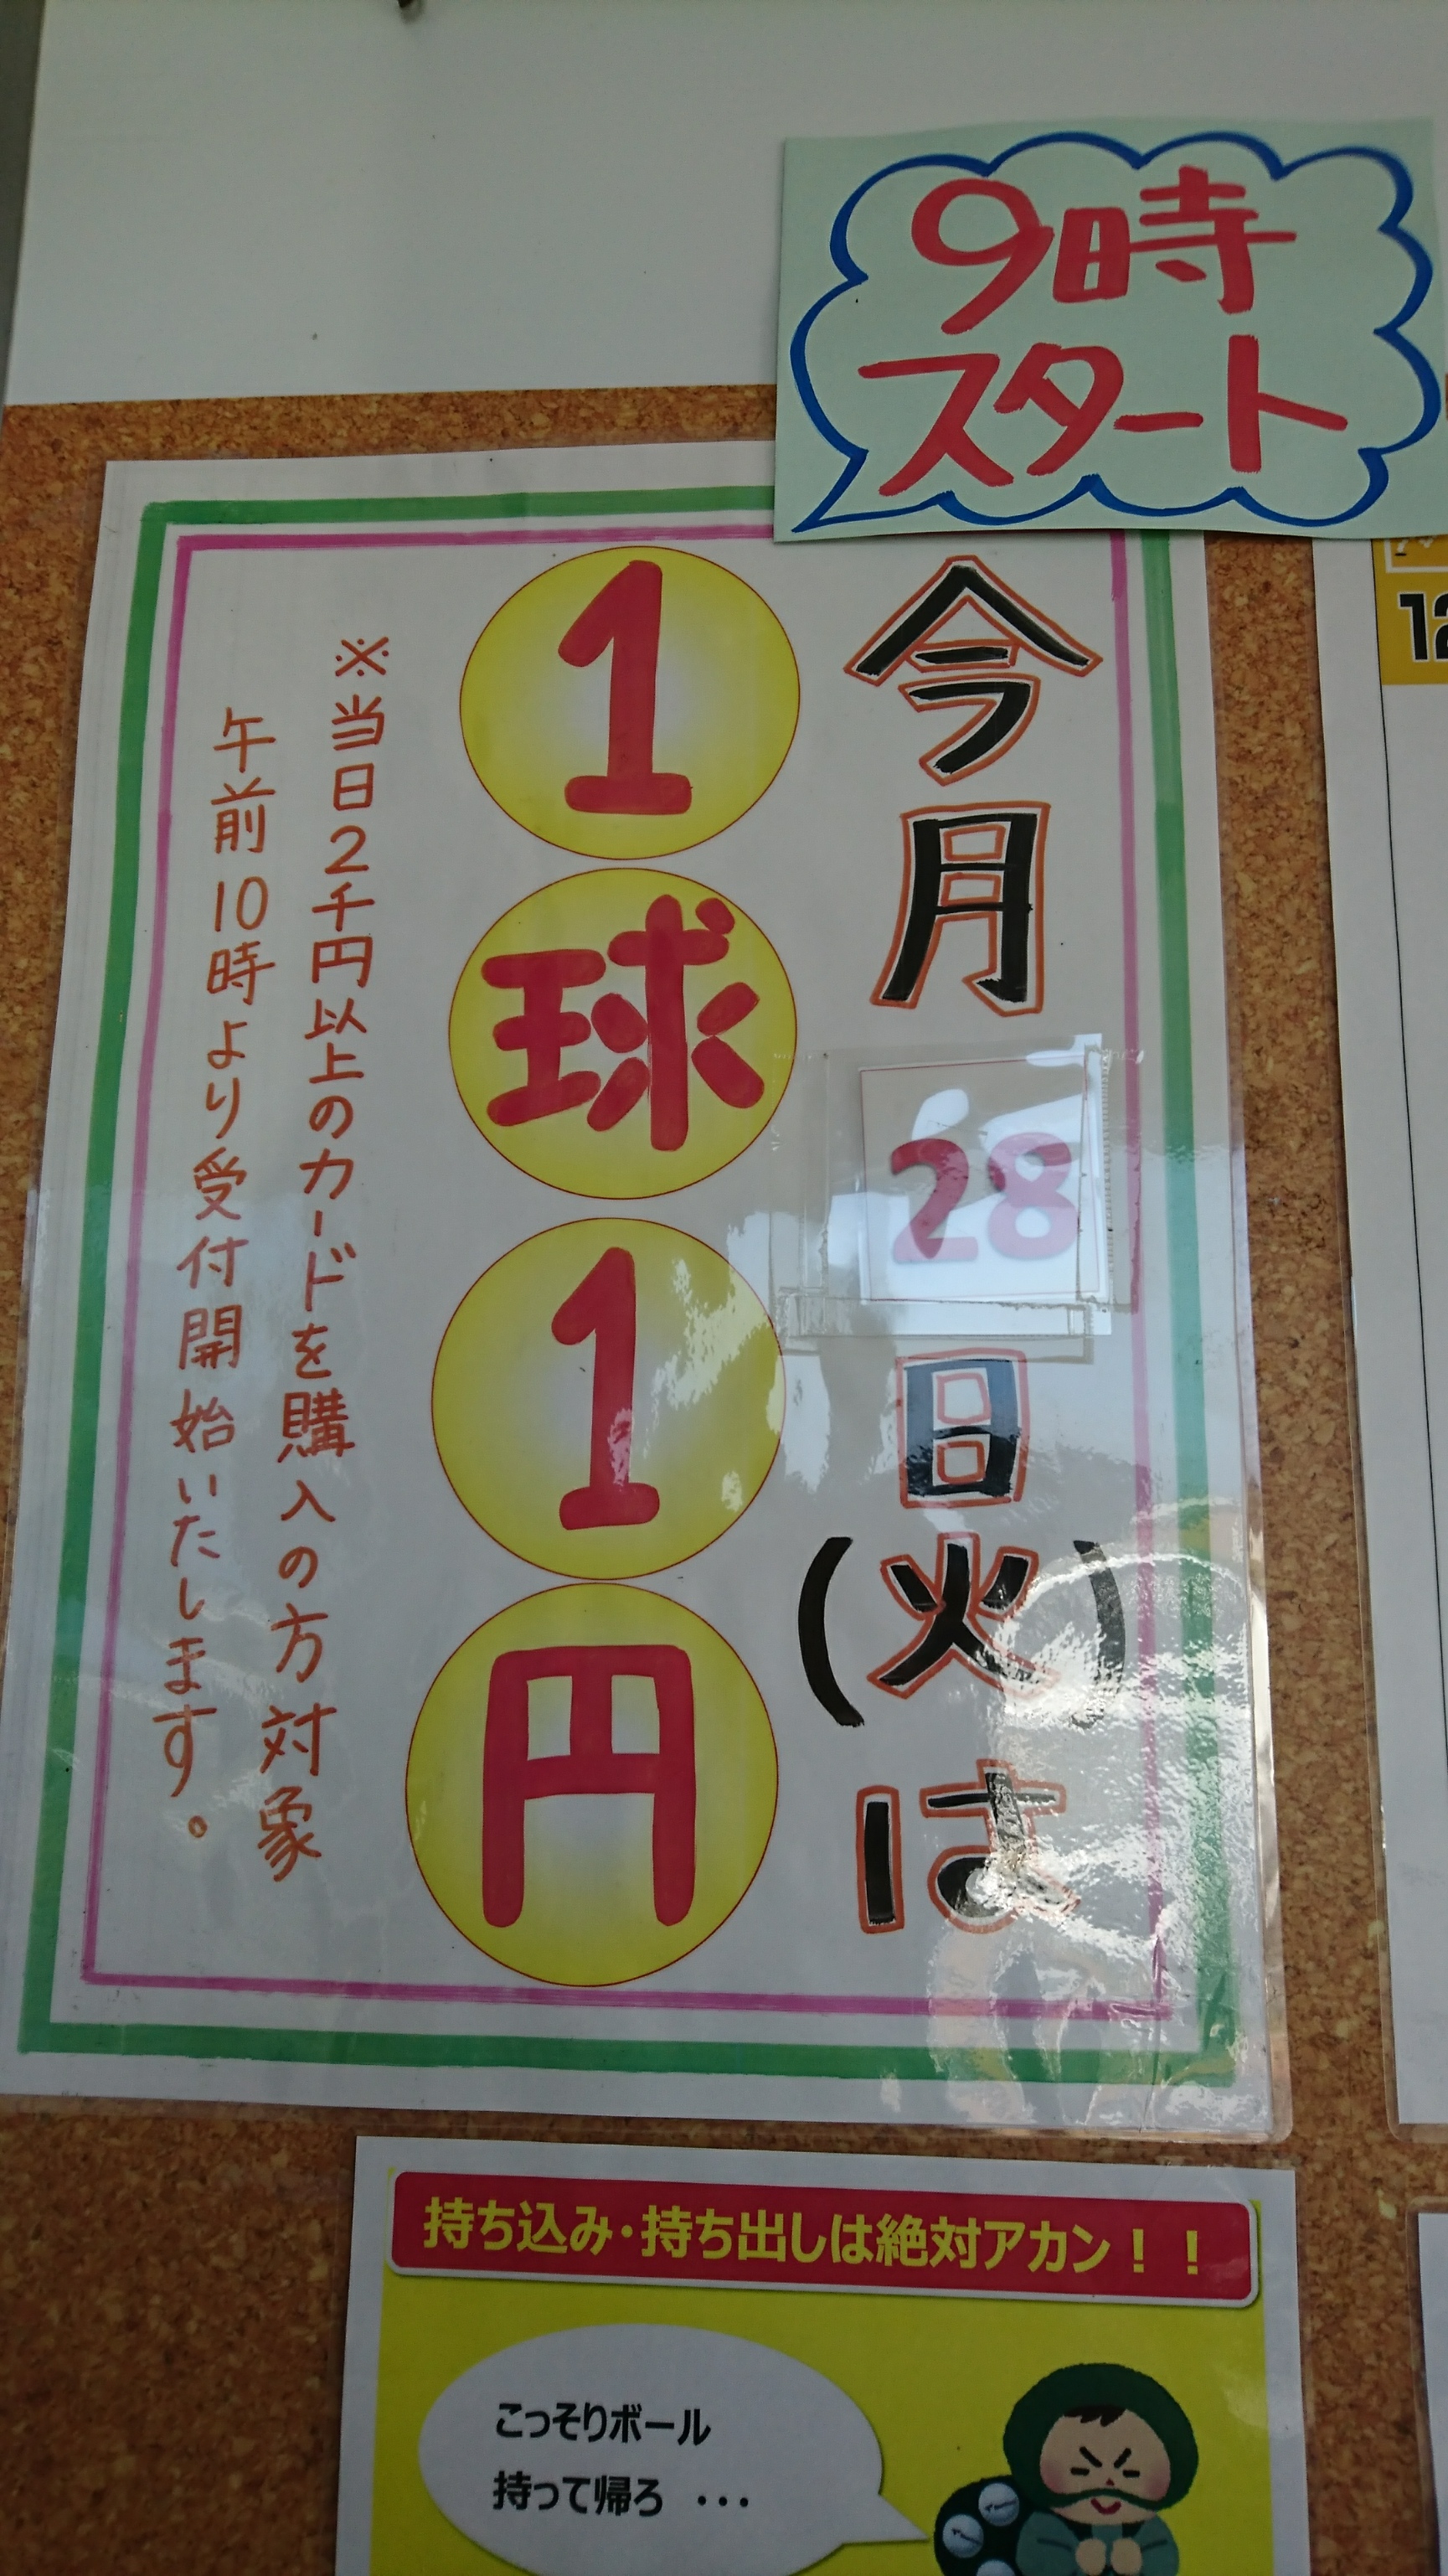 9時
スタート
今月28日(火)は
1球1円
※当日2千円以上のカードを購入の方対象
午前10時より受付開始いたします。
持ち込み・持ち出しは絶対アカン！！
こっそりボール
持って帰ろ ・・・